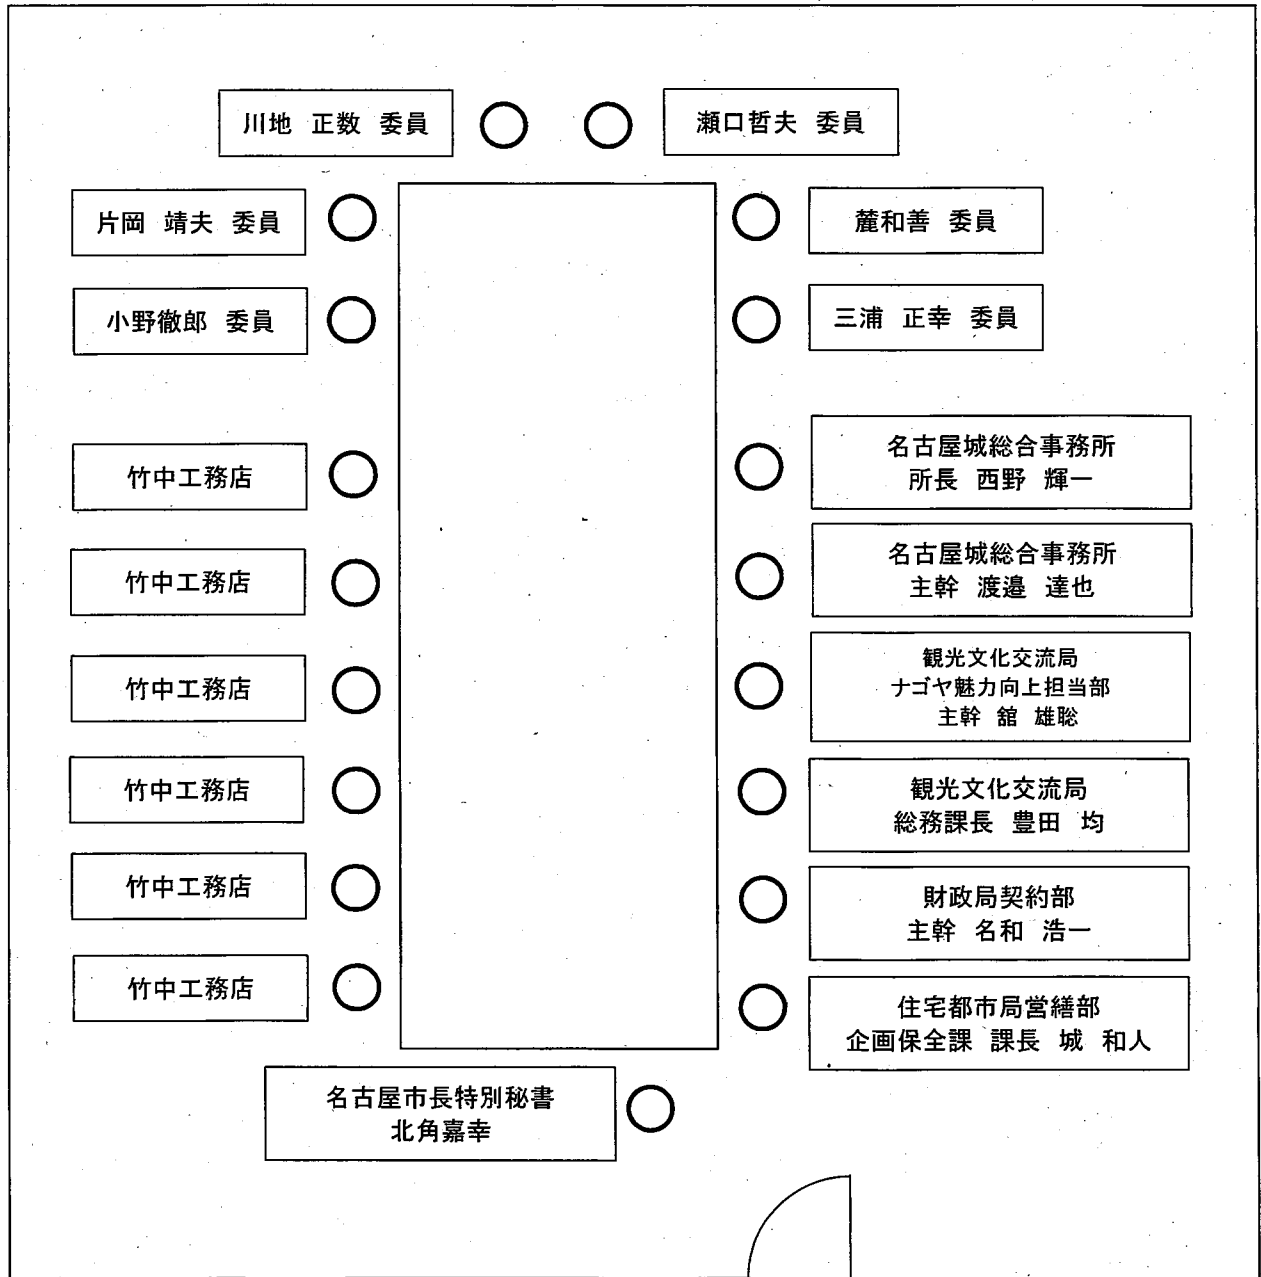 川地 正数 委員
瀬口哲夫 委員
片岡 靖夫 委員
麓和善 委員
小野徹郎 委員
三浦 正幸 委員
竹中工務店
名古屋城総合事務所
所長 西野 輝一
竹中工務店
名古屋城総合事務所
主幹 渡邉 達也
竹中工務店
観光文化交流局
ナゴヤ魅力向上担当部
主幹 舘 雄聡
竹中工務店
観光文化交流局
総務課長 豊田 均
竹中工務店
財政局契約部
主幹 名和 浩一
竹中工務店
住宅都市局営繕部
企画保全課 課長 城 和人
名古屋市長特別秘書
北角嘉幸